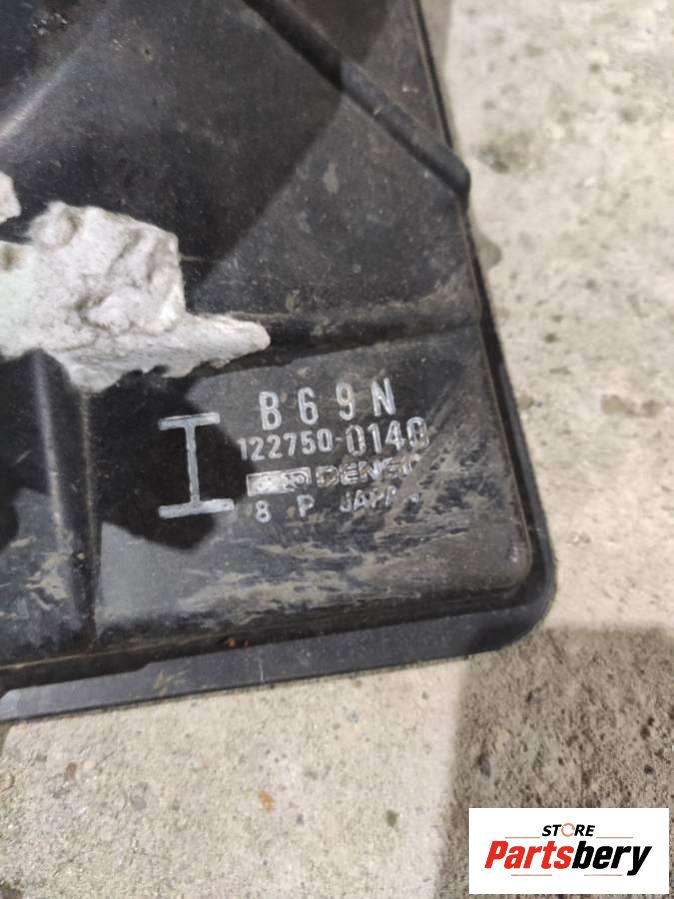 B69N
122750-0140
DENSO
8 P JAPAN
STORE
Partsbery